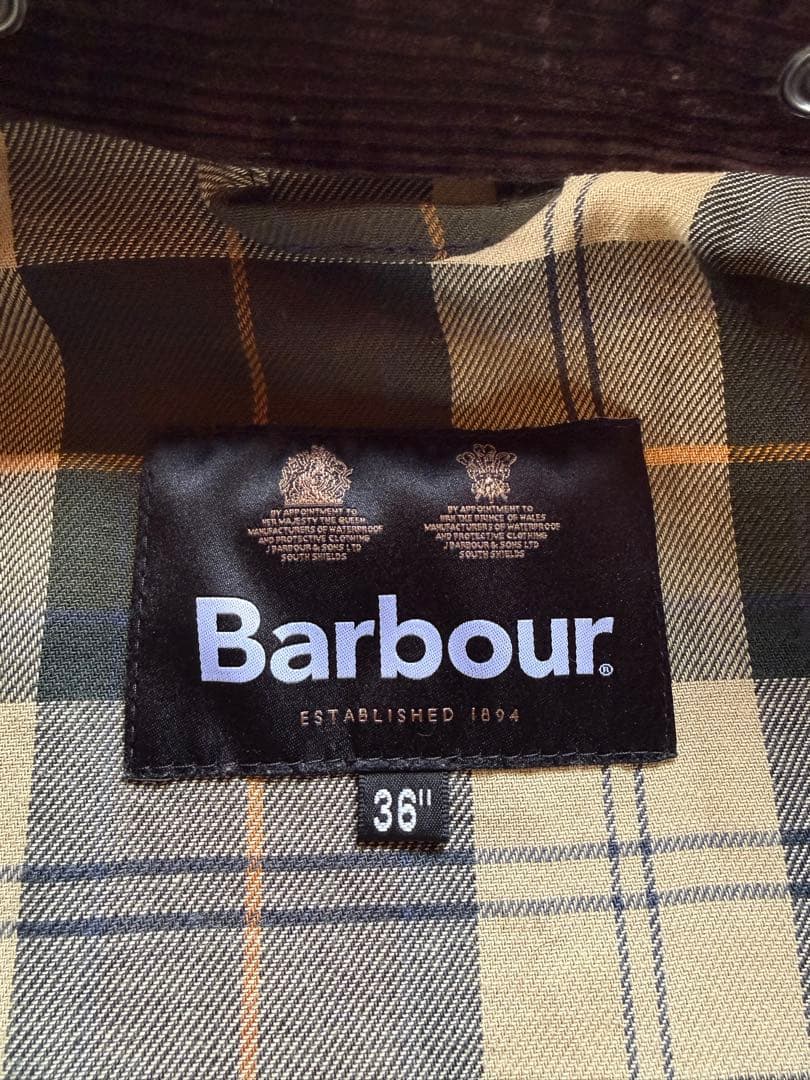 BY APPOINTMENT TO
HER MAJESTY THE QUEEN
MANUFACTURERS OF WATERPROOF
AND PROTECTIVE CLOTHING
J BARBOUR & SONS LTD
SOUTH SHIELDS
BY APPOINTMENT TO
HRH THE PRINCE OF WALES
MANUFACTURERS OF WATERPROOF
AND PROTECTIVE CLOTHING
J BARBOUR & SONS LTD
SOUTH SHIELDS
Barbour®
ESTABLISHED 1894
36"